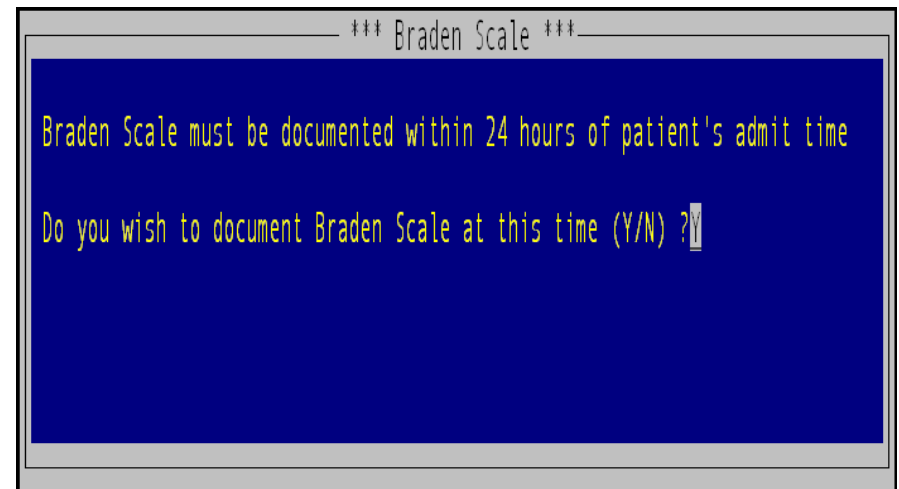 *** Braden Scale ***
Braden Scale must be documented within 24 hours of patient's admit time
Do you wish to document Braden Scale at this time (Y/N) ?Y